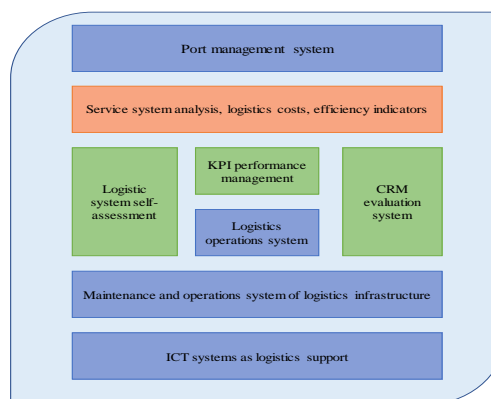 Port management system
Service system analysis, logistics costs, efficiency indicators
Logistic
system self-
assessment
KPI performance
management
Logistics
operations system
CRM
evaluation
system
Maintenance and operations system of logistics infrastructure
ICT systems as logistics support